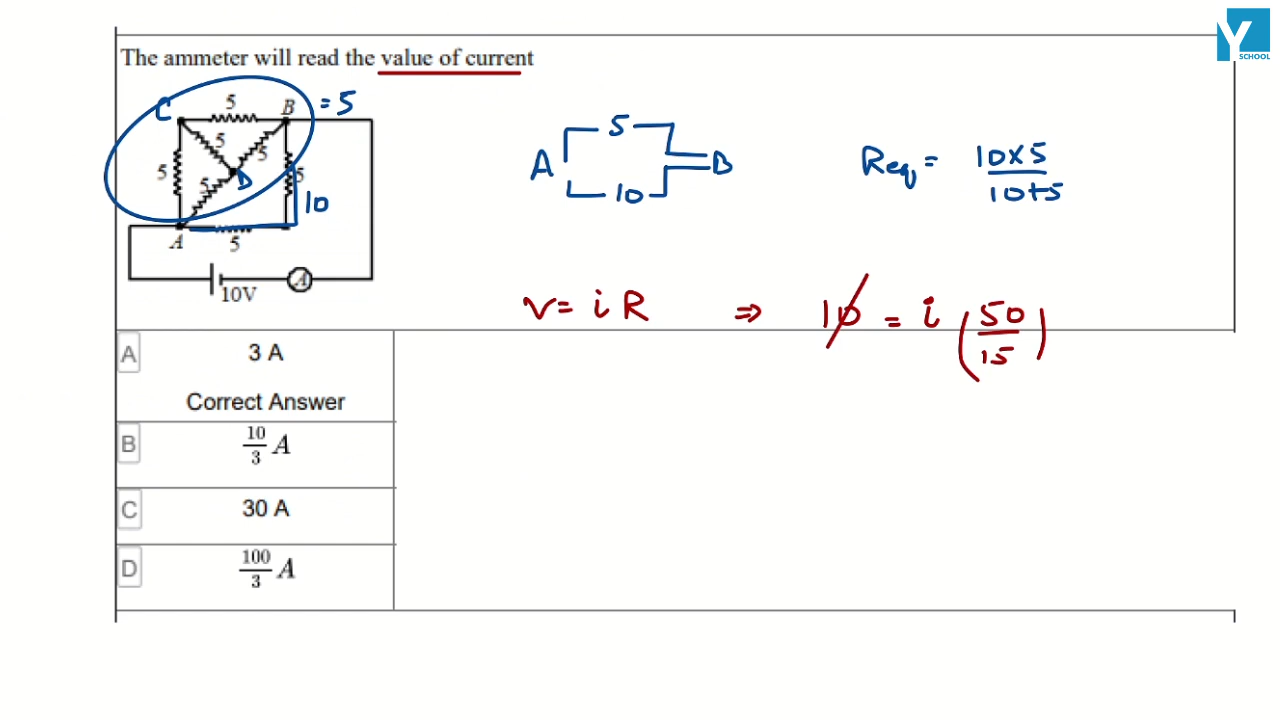 Y
SCHOOL
The ammeter will read the value of current
C 5 B = 5
5 5 5 5
5 D 10
A 5
10V A
A 5 10 B
Req = 10×5 / 10+5
V = i R ⇒ 10 = i (50/15)
A 3 A
Correct Answer
B 10/3 A
C 30 A
D 100/3 A